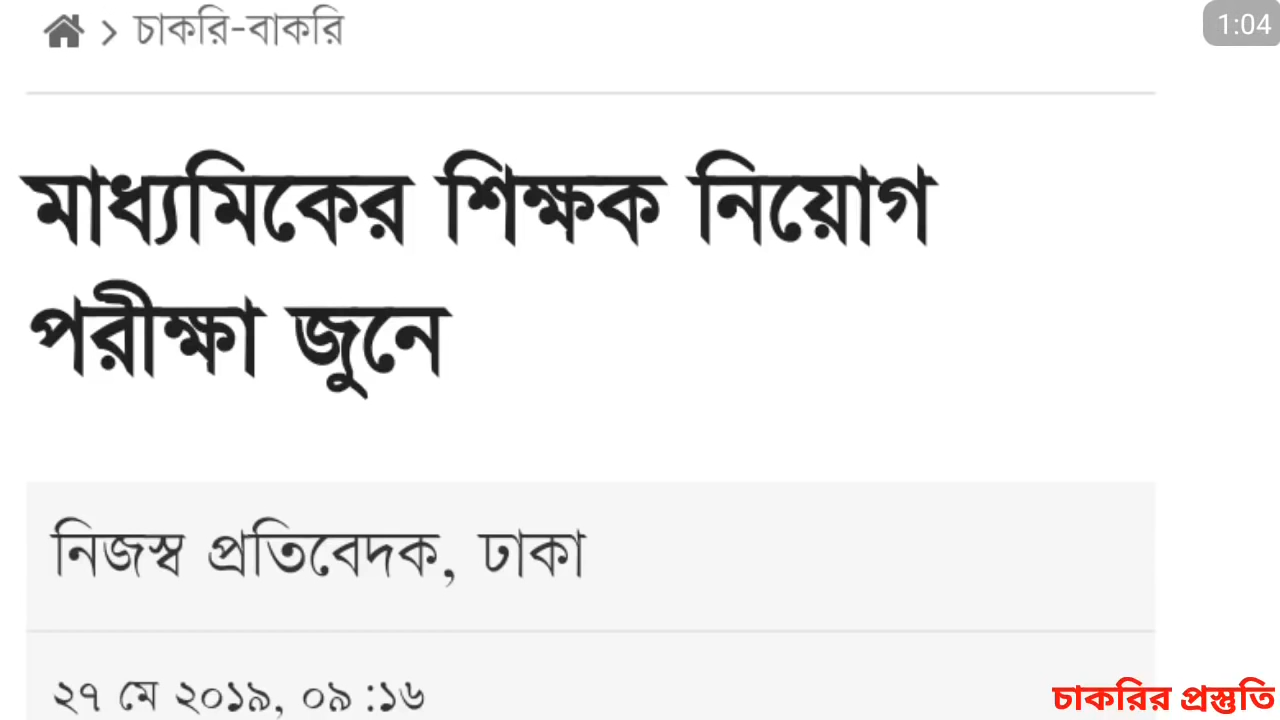 > চাকরি-বাকরি
1:04
মাধ্যমিকের শিক্ষক নিয়োগ
পরীক্ষা জুনে
নিজস্ব প্রতিবেদক, ঢাকা
২৭ মে ২০১৯, ০৯ :১৬
চাকরির প্রস্তুতি